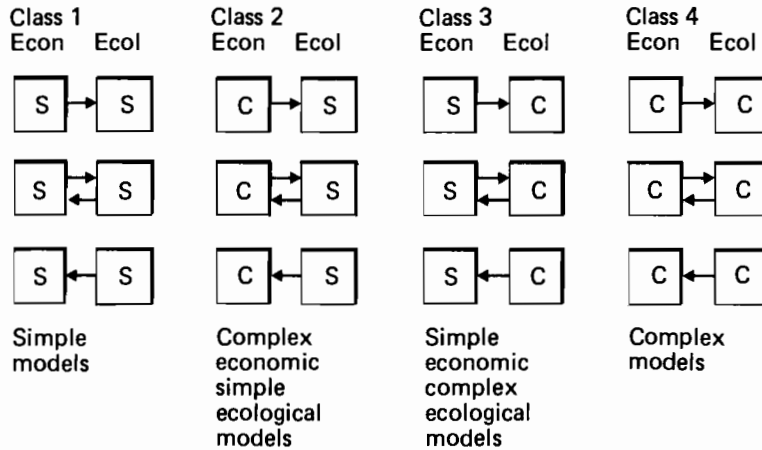 Class 1
Econ Ecol
S S
S S
S S
Simple
models
Class 2
Econ Ecol
C S
C S
C S
Complex
economic
simple
ecological
models
Class 3
Econ Ecol
S C
S C
S C
Simple
economic
complex
ecological
models
Class 4
Econ Ecol
C C
C C
C C
Complex
models